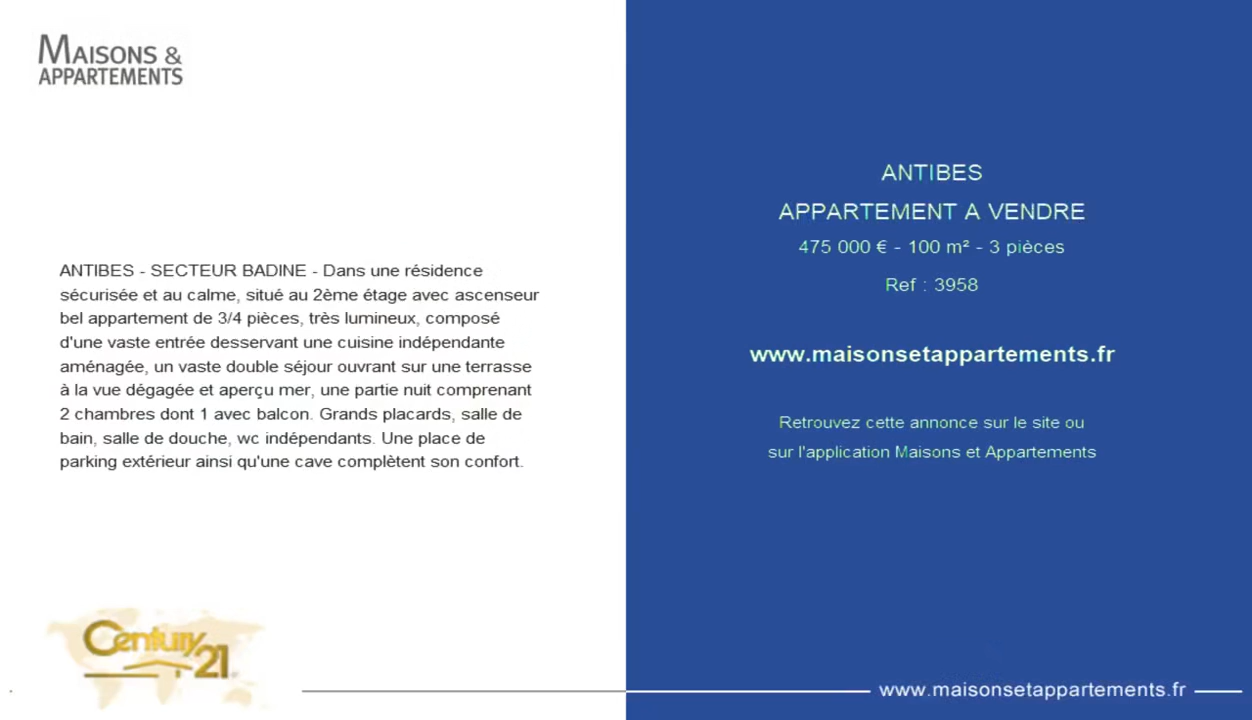 MAISONS &
APPARTEMENTS
ANTIBES - SECTEUR BADINE - Dans une résidence
sécurisée et au calme, situé au 2ème étage avec ascenseur
bel appartement de 3/4 pièces, très lumineux, composé
d'une vaste entrée desservant une cuisine indépendante
aménagée, un vaste double séjour ouvrant sur une terrasse
à la vue dégagée et aperçu mer, une partie nuit comprenant
2 chambres dont 1 avec balcon. Grands placards, salle de
bain, salle de douche, wc indépendants. Une place de
parking extérieur ainsi qu'une cave complètent son confort.
Century
21
ANTIBES
APPARTEMENT A VENDRE
475 000 € - 100 m² - 3 pièces
Ref : 3958
www.maisonsetappartements.fr
Retrouvez cette annonce sur le site ou
sur l'application Maisons et Appartements
www.maisonsetappartements.fr